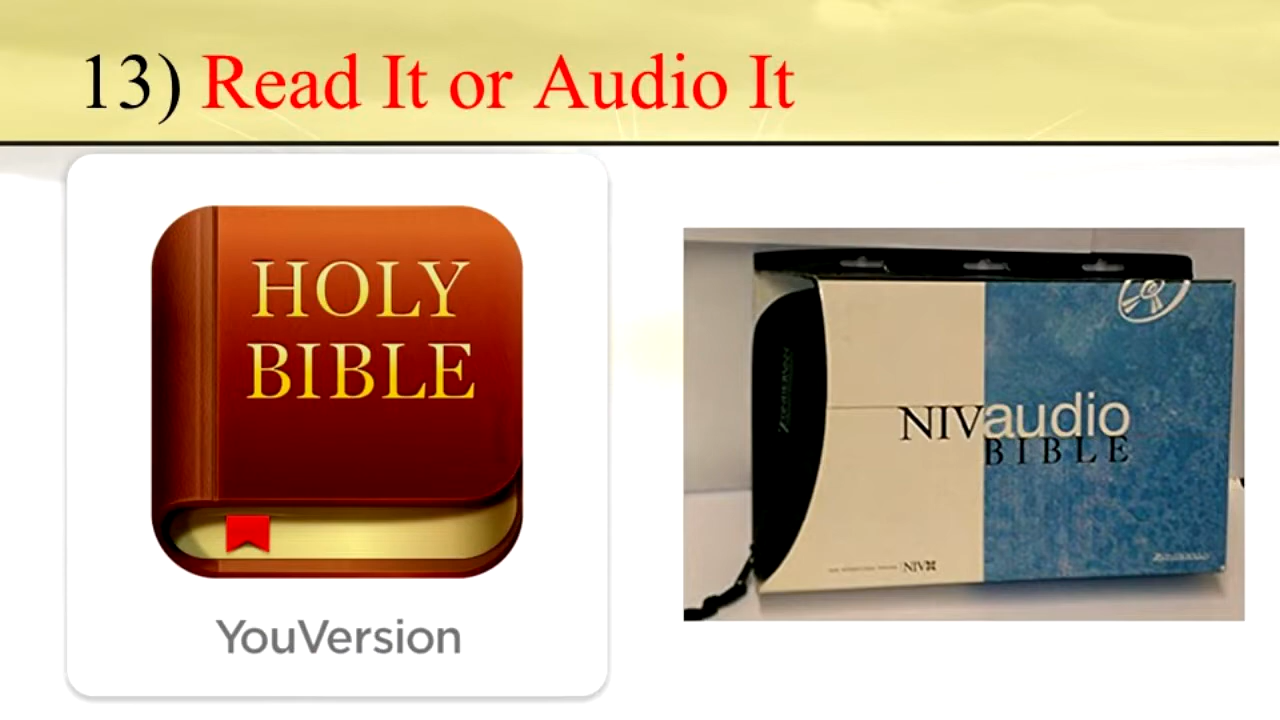 13) Read It or Audio It
HOLY
BIBLE
YouVersion
NIVaudio
BIBLE
NIV